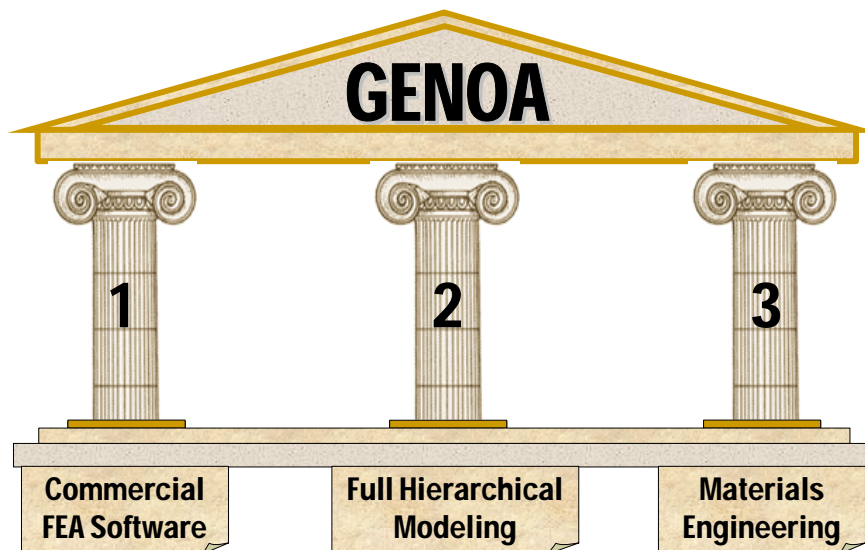 GENOA
1
2
3
Commercial
FEA Software
Full Hierarchical
Modeling
Materials
Engineering